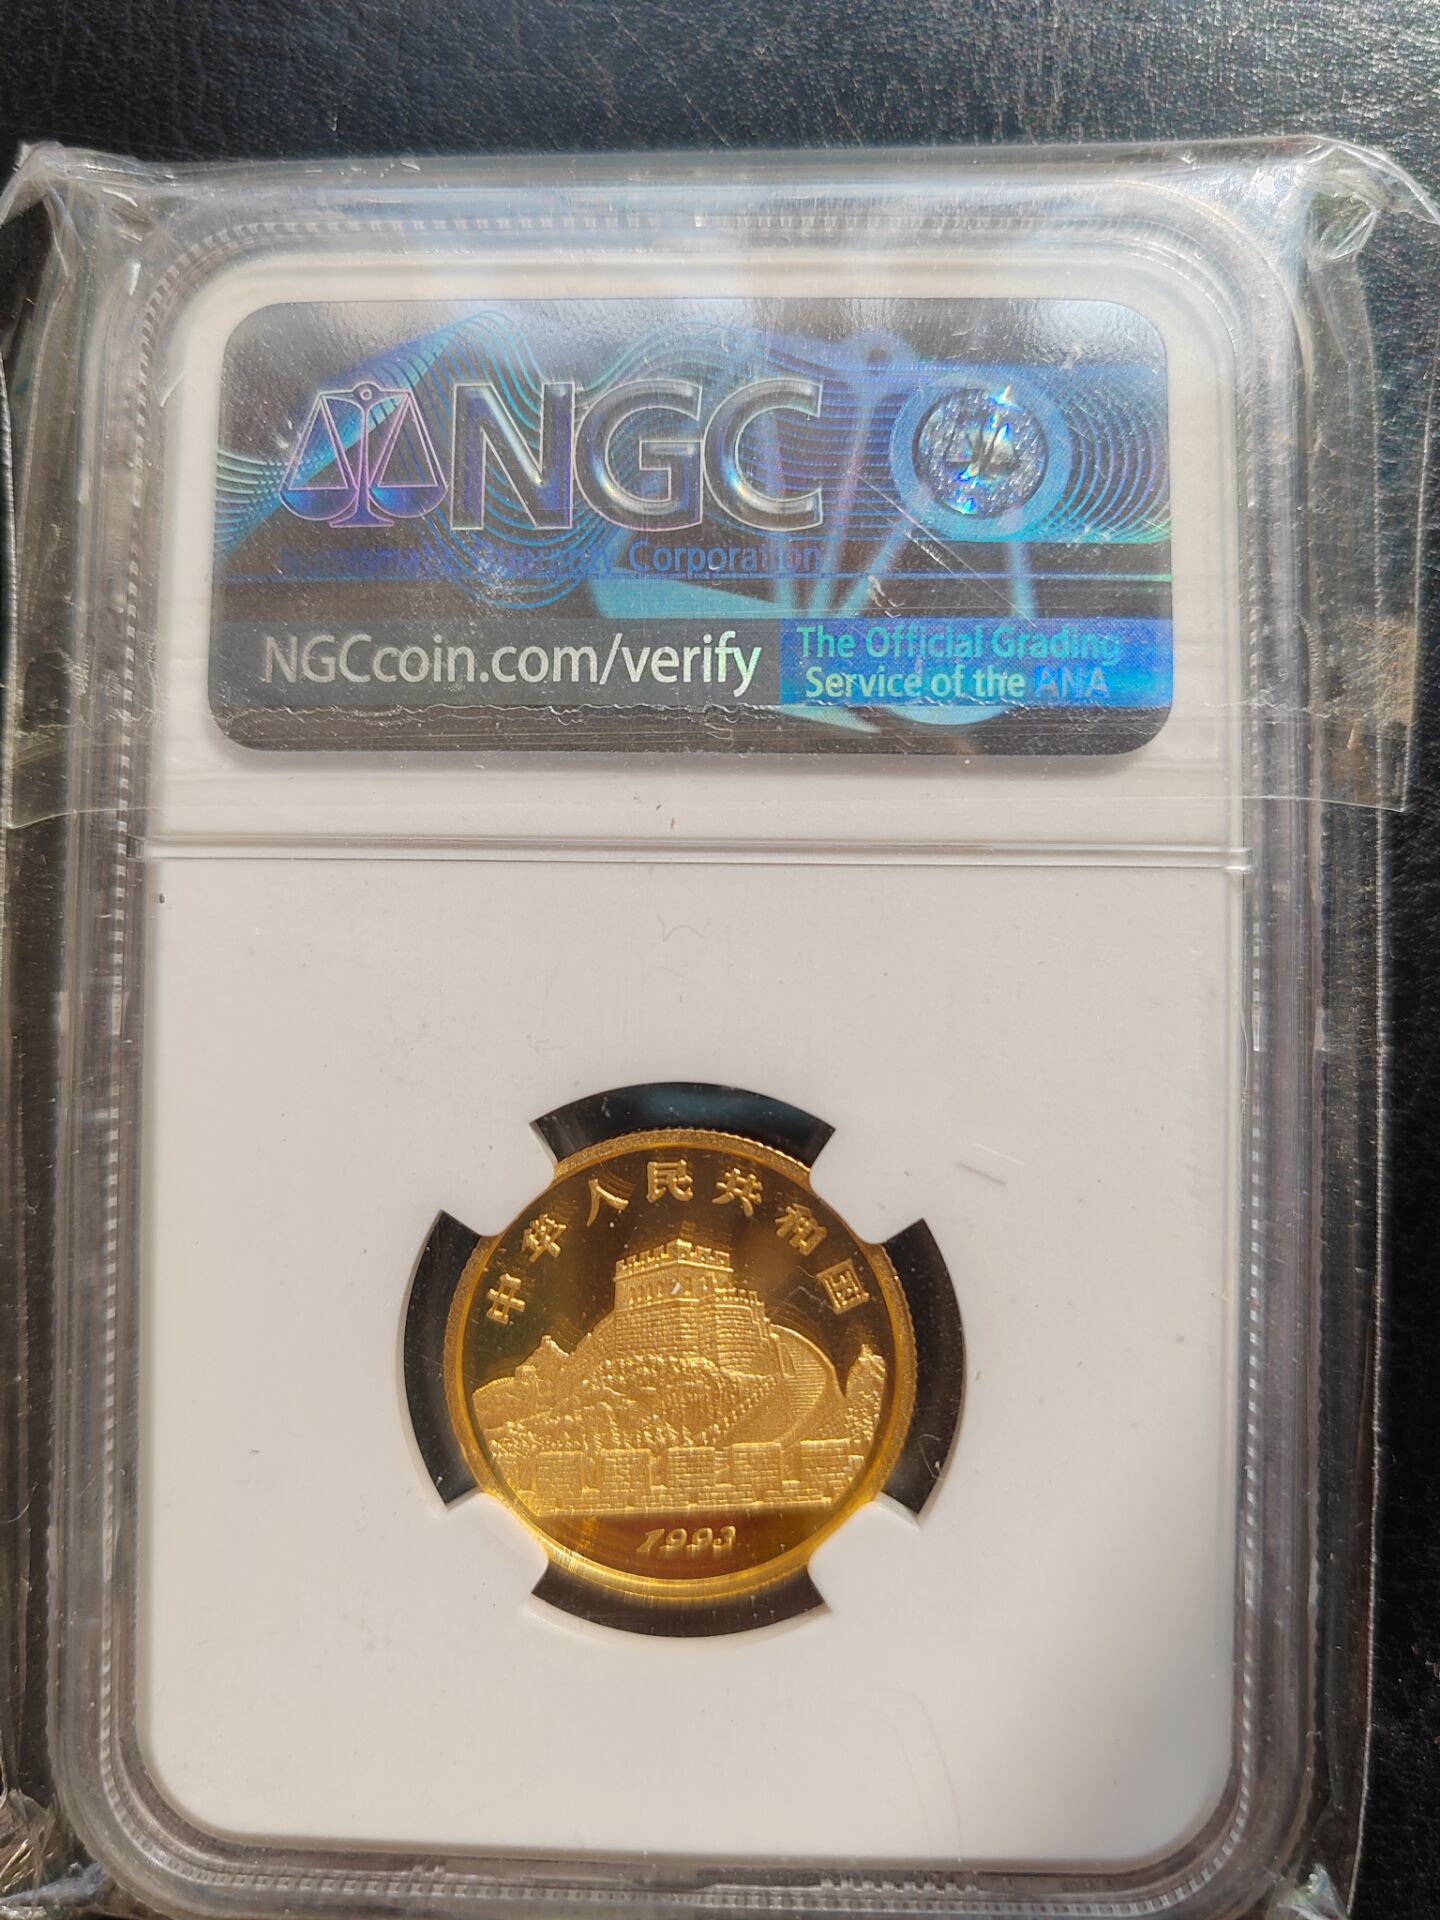 NGC
Numismatic Guaranty Corporation
NGCcoin.com/verify
The Official Grading
Service of the ANA
中华人民共和国
1993